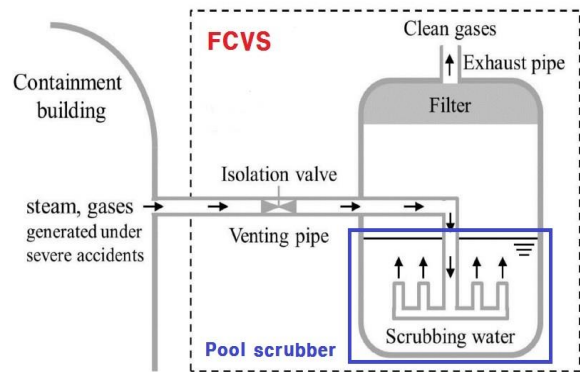 FCVS
Clean gases
Exhaust pipe
Containment
building
Filter
Isolation valve
steam, gases
generated under
severe accidents
Venting pipe
Scrubbing water
Pool scrubber